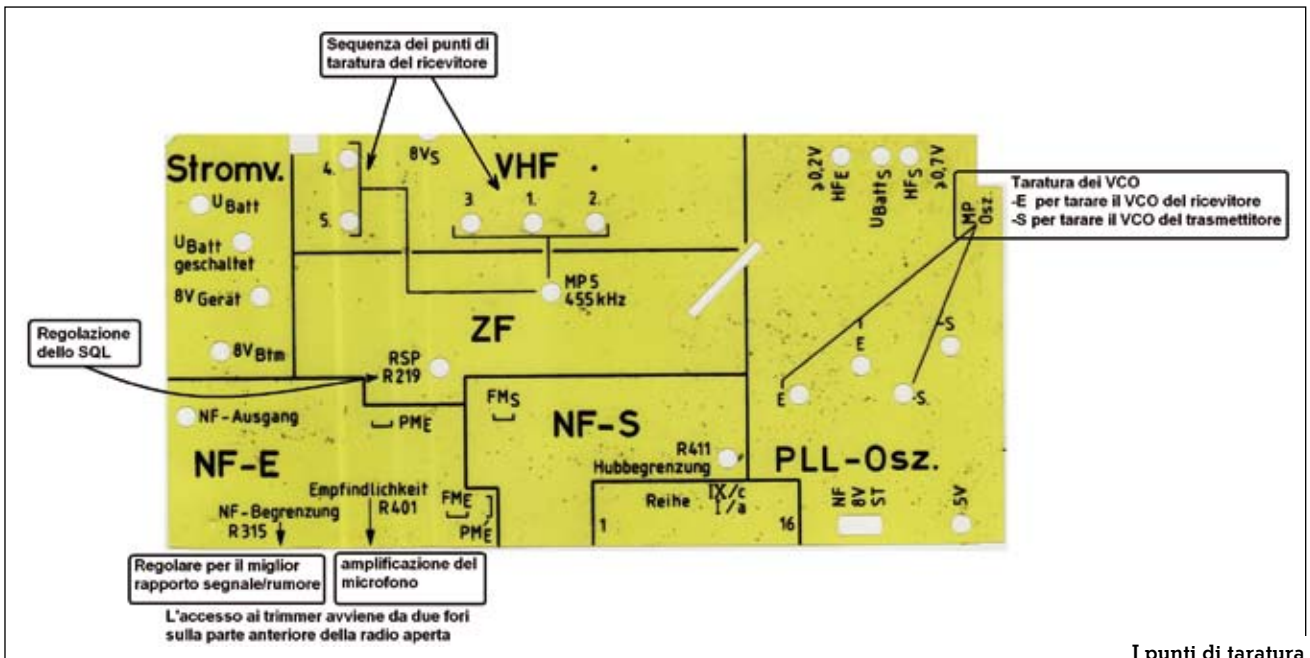 Sequenza dei punti di
taratura del ricevitore
Stromv.
UBatt
UBatt
geschaltet
8V Gerät
8V Btm
4.
5.
8VS
VHF
3.
1.
2.
MP5
455kHz
ZF
≥0,2V
HFE
UBattS
HFS
≥0,7V
MP
Osz.
Taratura dei VCO
-E per tarare il VCO del ricevitore
-S per tarare il VCO del trasmettitore
Regolazione
dello SQL
RSP
R219
NF-Ausgang
PME
NF-E
FMS
NF-S
R411
Hubbegrenzung
E
E
S
S
PLL-Osz.
NF
8V
ST
5V
Empfindlichkeit
R401
NF-Begrenzung
R315
FME
PME
Reihe
IX/c
I/a
1
16
Regolare per il miglior
rapporto segnale/rumore
amplificazione del
microfono
L'accesso ai trimmer avviene da due fori
sulla parte anteriore della radio aperta
I punti di taratura